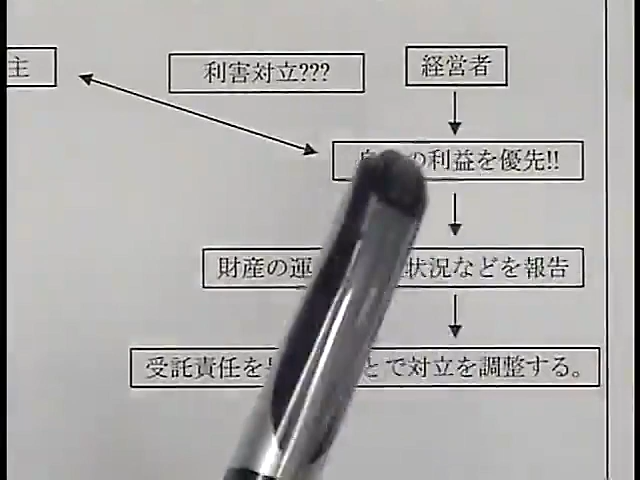 主
利害対立???
経営者
の利益を優先!!
財産の運 状況などを報告
受託責任を とで対立を調整する。